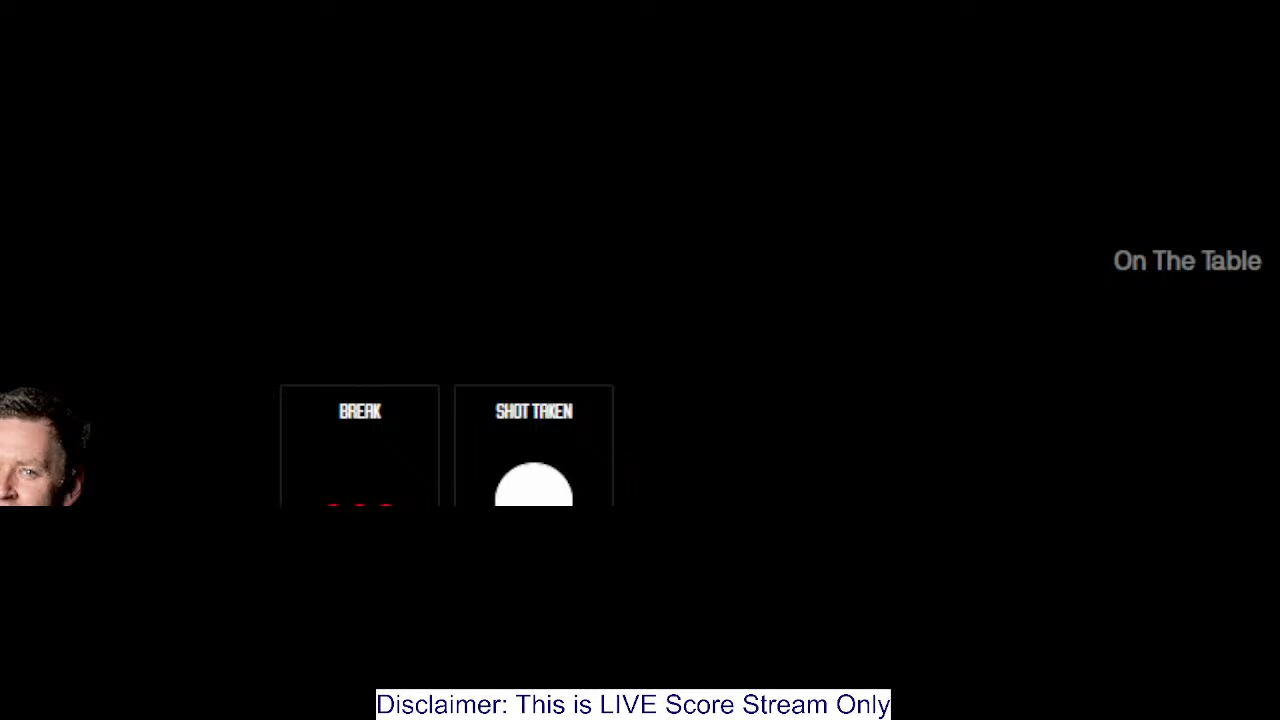 On The Table
BREAK
SHOT TAKEN
Disclaimer: This is LIVE Score Stream Only